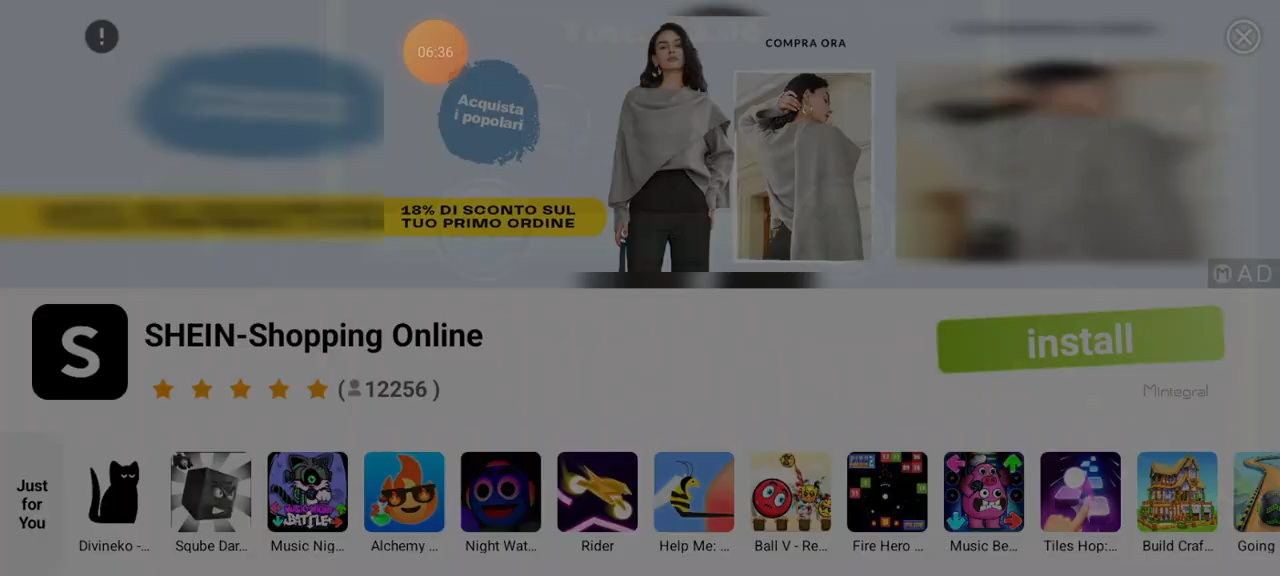 !
06:36
COMPRA ORA
Acquista
i popolari
18% DI SCONTO SUL
TUO PRIMO ORDINE
M AD
S
SHEIN-Shopping Online
install
(12256 )
Mintegral
Just
for
You
Divineko -...
Sqube Dar...
Music Nig...
Alchemy ...
Night Wat...
Rider
Help Me: ...
Ball V - Re...
Fire Hero ...
Music Be...
Tiles Hop:...
Build Craf...
Going